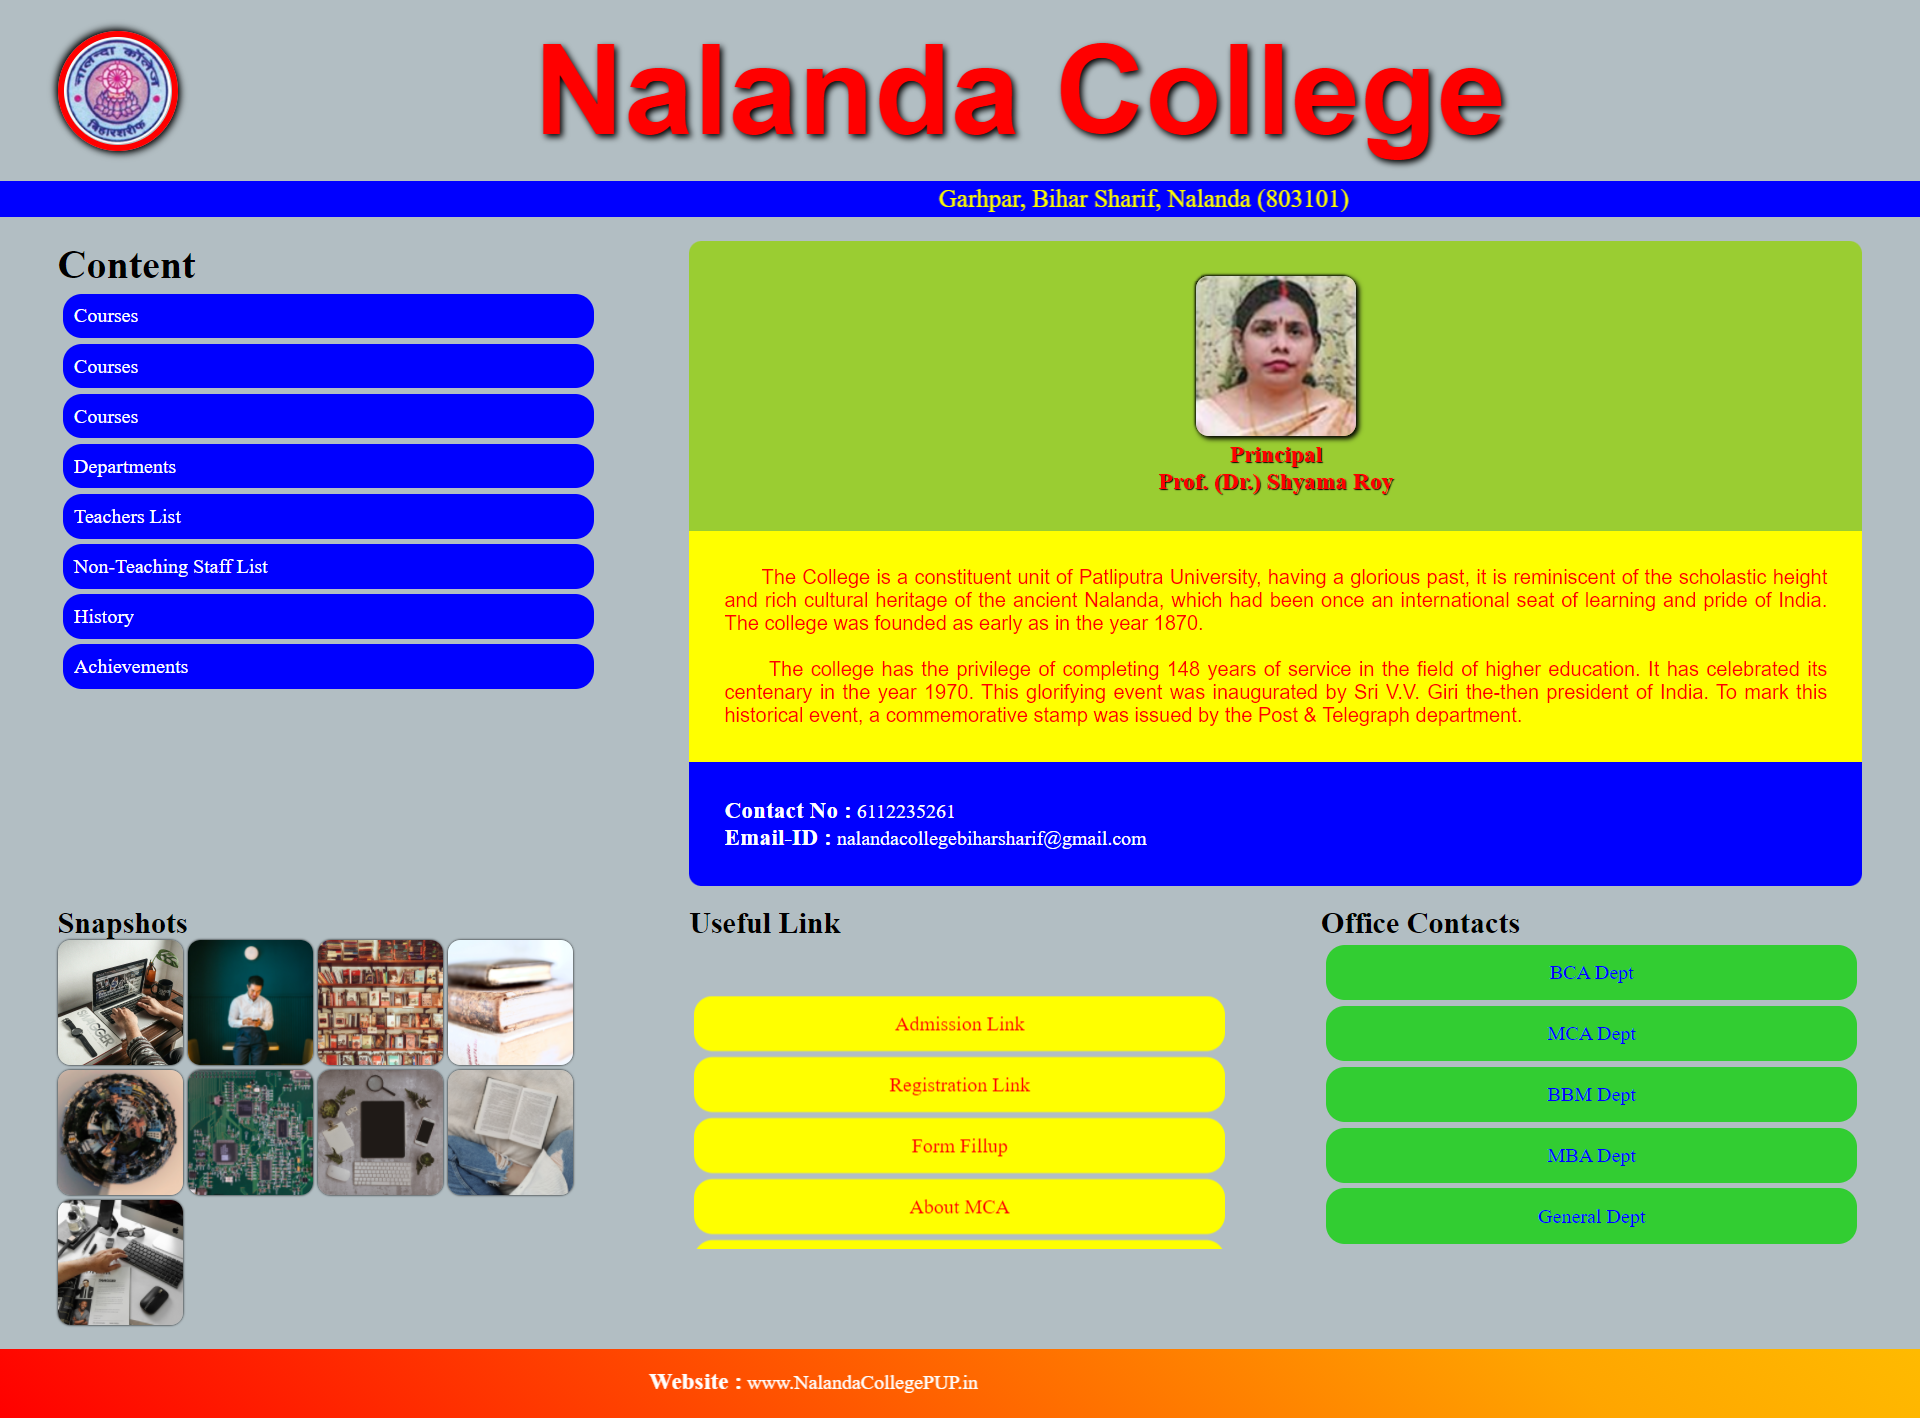 नालन्दा कॉलेज
बिहारशरीफ
Nalanda College
Garhpar, Bihar Sharif, Nalanda (803101)
Content
Courses
Courses
Courses
Departments
Teachers List
Non-Teaching Staff List
History
Achievements
Principal
Prof. (Dr.) Shyama Roy
The College is a constituent unit of Patliputra University, having a glorious past, it is reminiscent of the scholastic height
and rich cultural heritage of the ancient Nalanda, which had been once an international seat of learning and pride of India.
The college was founded as early as in the year 1870.
The college has the privilege of completing 148 years of service in the field of higher education. It has celebrated its
centenary in the year 1970. This glorifying event was inaugurated by Sri V.V. Giri the-then president of India. To mark this
historical event, a commemorative stamp was issued by the Post & Telegraph department.
Contact No : 6112235261
Email-ID : nalandacollegebiharsharif@gmail.com
Snapshots
Useful Link
Admission Link
Registration Link
Form Fillup
About MCA
Office Contacts
BCA Dept
MCA Dept
BBM Dept
MBA Dept
General Dept
Website : www.NalandaCollegePUP.in